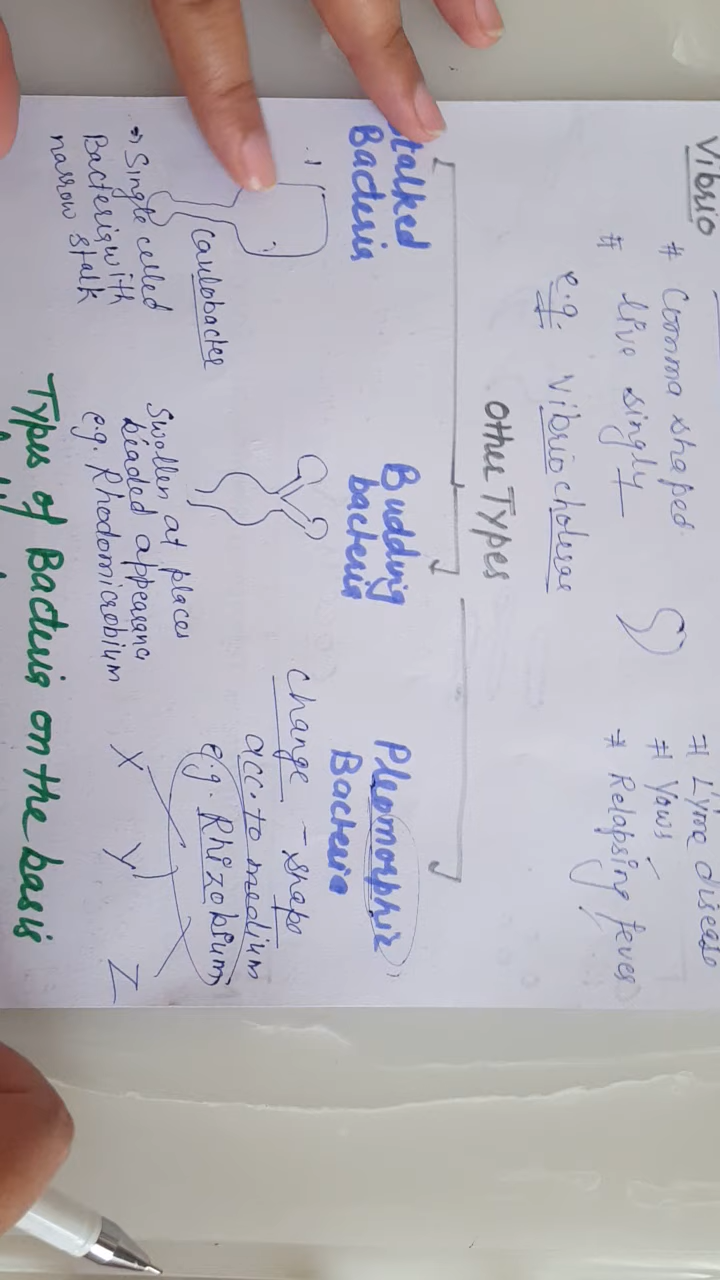 Vibrio
# Comma shaped
# live singly
e.g. Vibrio cholerae
# Lyme disease
# Yaws
# Relapsing fever
Other Types
Stalked
Bacteria
Caulobacter
→ Single celled
Bacteria with
narrow stalk
Budding
bacteria
Swollen at places
beaded appearance
e.g. Rhodomicrobium
Pleomorphic
Bacteria
Change - shape
acc. to medium
e.g. Rhizobium
X Y Z
Types of Bacteria on the basis